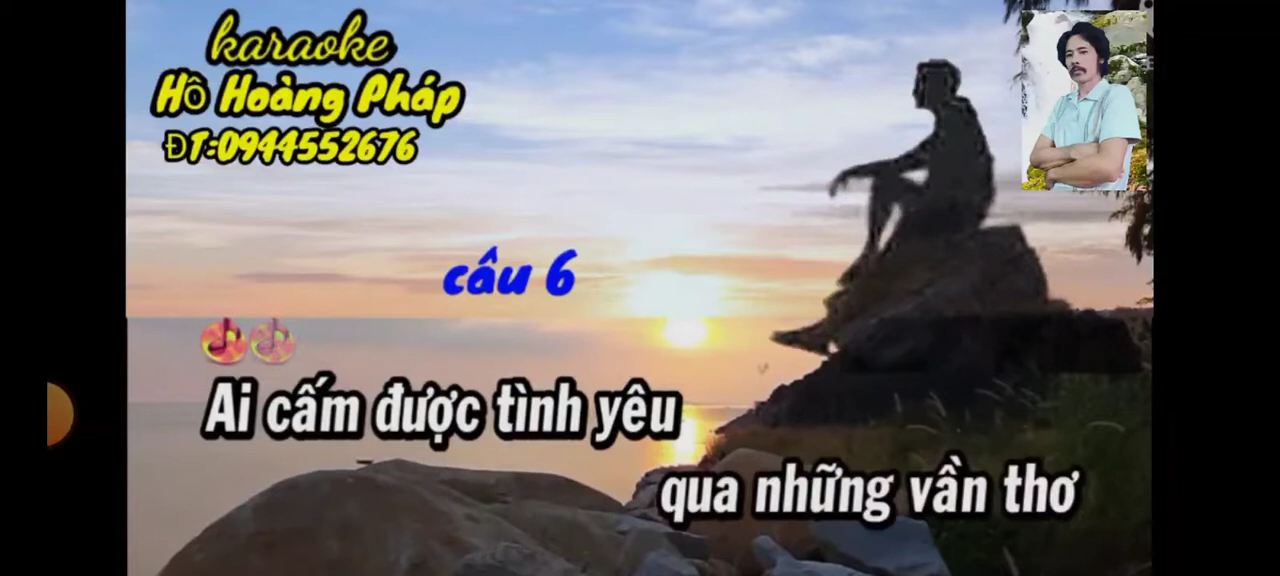 karaoke
Hồ Hoàng Pháp
ĐT:0944552676
câu 6
Ai cấm được tình yêu
qua những vần thơ